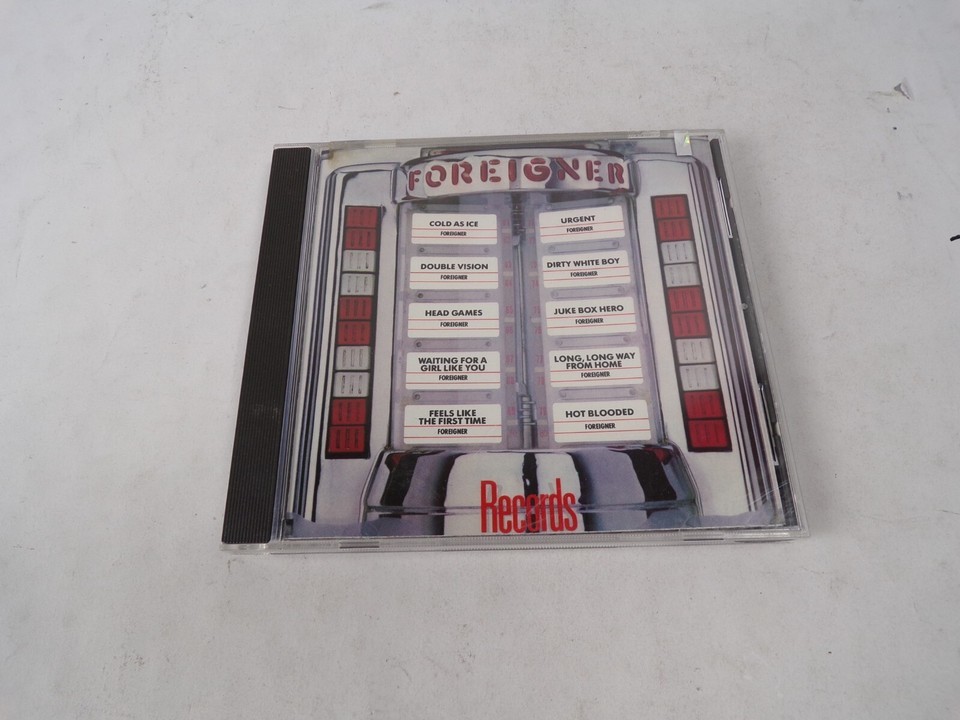 FOREIGNER
COLD AS ICE
FOREIGNER
DOUBLE VISION
FOREIGNER
HEAD GAMES
FOREIGNER
WAITING FOR A
GIRL LIKE YOU
FOREIGNER
FEELS LIKE
THE FIRST TIME
FOREIGNER
URGENT
FOREIGNER
DIRTY WHITE BOY
FOREIGNER
JUKE BOX HERO
FOREIGNER
LONG, LONG WAY
FROM HOME
FOREIGNER
HOT BLOODED
FOREIGNER
Records